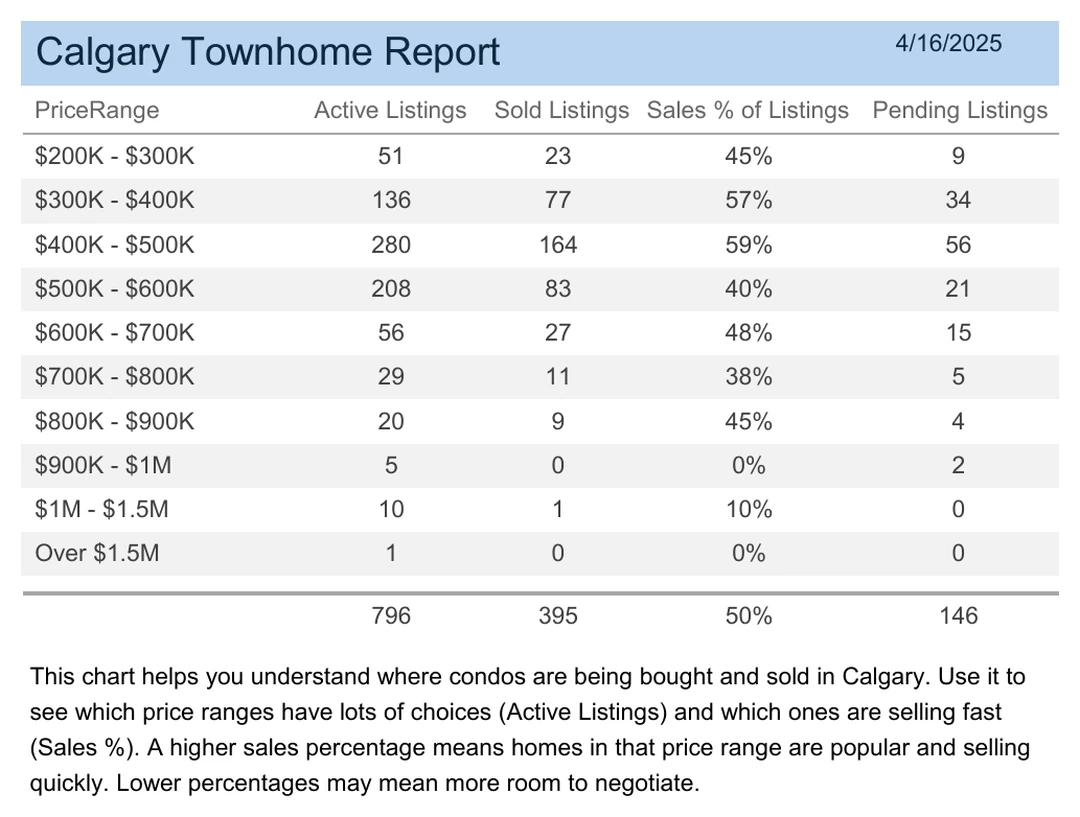 Calgary Townhome Report 4/16/2025
PriceRange Active Listings Sold Listings Sales % of Listings Pending Listings
$200K - $300K 51 23 45% 9
$300K - $400K 136 77 57% 34
$400K - $500K 280 164 59% 56
$500K - $600K 208 83 40% 21
$600K - $700K 56 27 48% 15
$700K - $800K 29 11 38% 5
$800K - $900K 20 9 45% 4
$900K - $1M 5 0 0% 2
$1M - $1.5M 10 1 10% 0
Over $1.5M 1 0 0% 0
796 395 50% 146
This chart helps you understand where condos are being bought and sold in Calgary. Use it to
see which price ranges have lots of choices (Active Listings) and which ones are selling fast
(Sales %). A higher sales percentage means homes in that price range are popular and selling
quickly. Lower percentages may mean more room to negotiate.